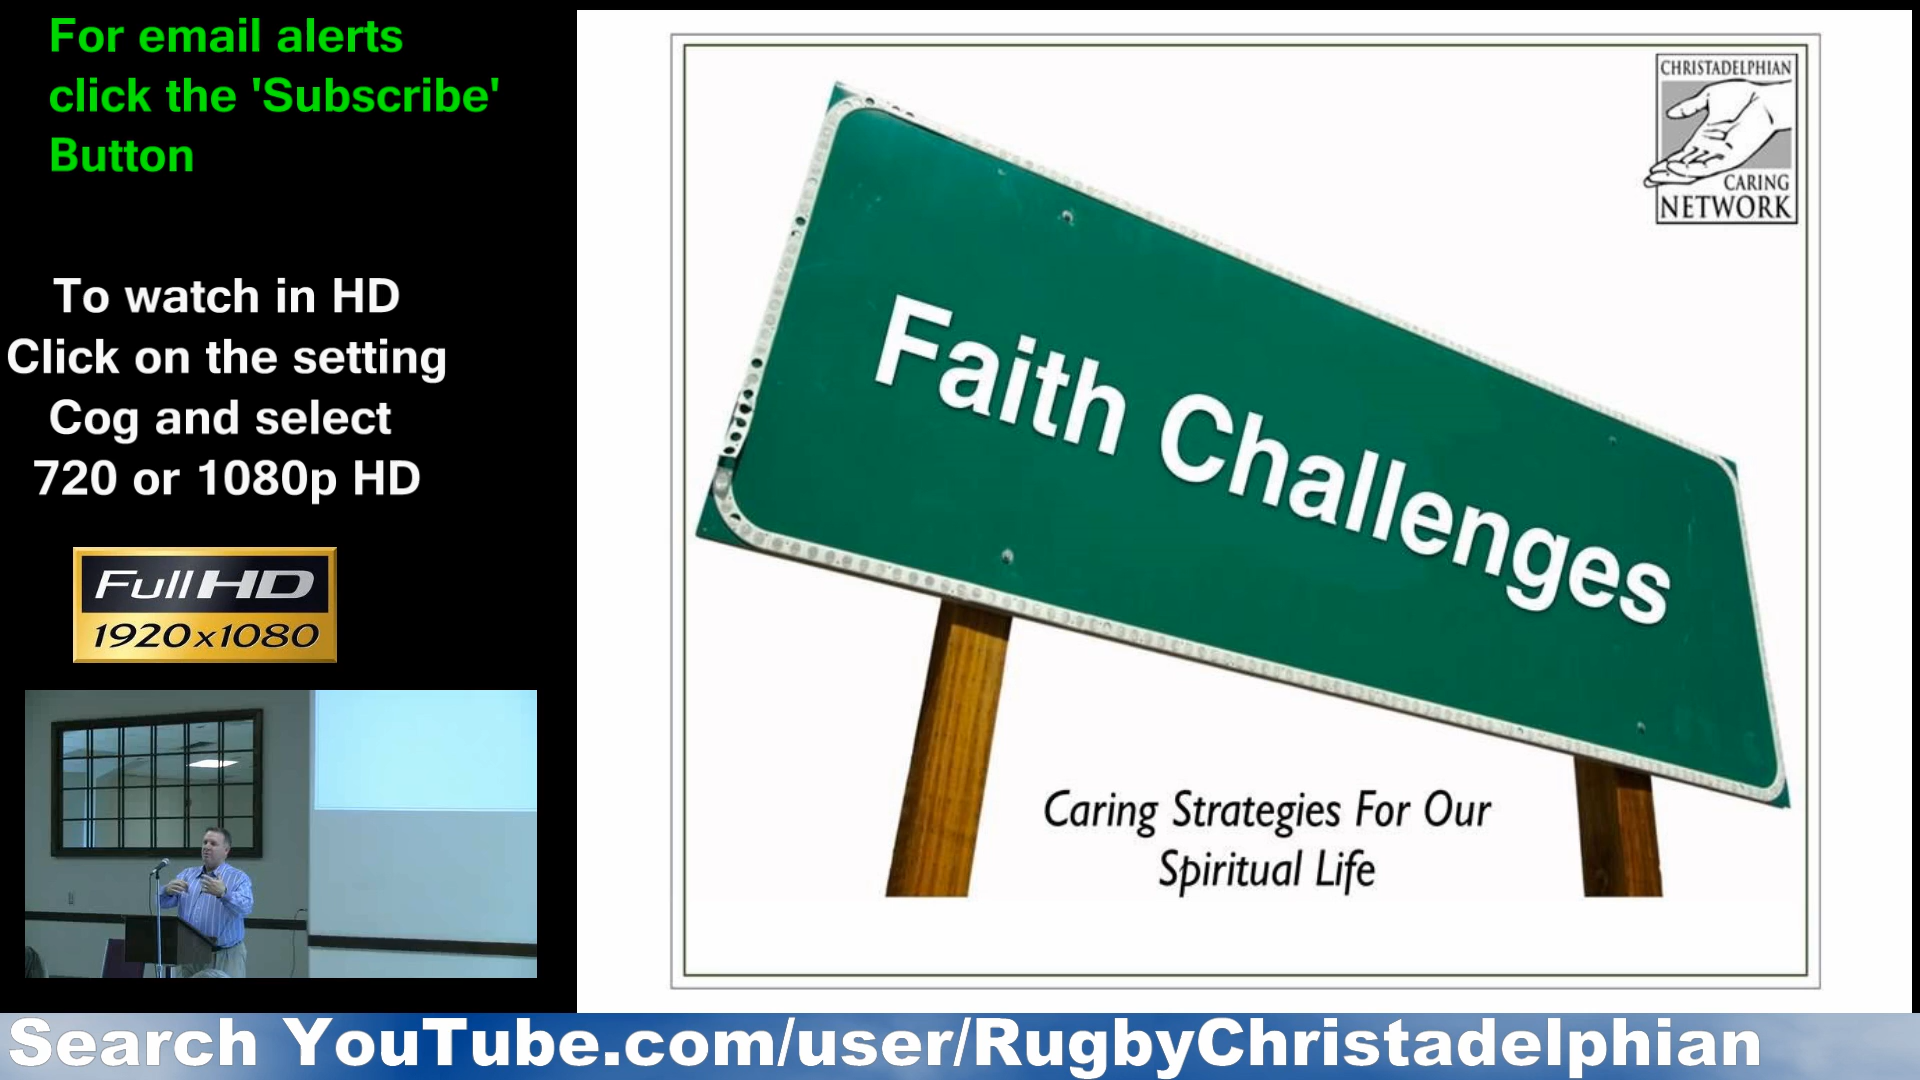 For email alerts
click the 'Subscribe'
Button
To watch in HD
Click on the setting
Cog and select
720 or 1080p HD
Full HD
1920x1080
CHRISTADELPHIAN
CARING
NETWORK
Faith Challenges
Caring Strategies For Our
Spiritual Life
Search YouTube.com/user/RugbyChristadelphian